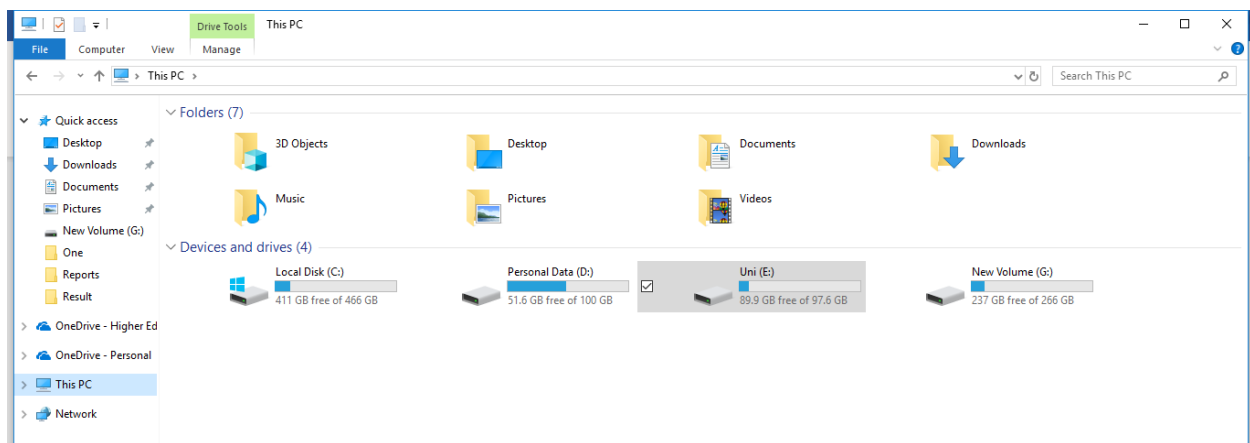 Drive Tools This PC
File Computer View Manage
This PC
Search This PC
Quick access
Desktop
Downloads
Documents
Pictures
New Volume (G:)
One
Reports
Result
OneDrive - Higher Ed
OneDrive - Personal
This PC
Network
Folders (7)
3D Objects
Desktop
Documents
Downloads
Music
Pictures
Videos
Devices and drives (4)
Local Disk (C:)
411 GB free of 466 GB
Personal Data (D:)
51.6 GB free of 100 GB
Uni (E:)
89.9 GB free of 97.6 GB
New Volume (G:)
237 GB free of 266 GB